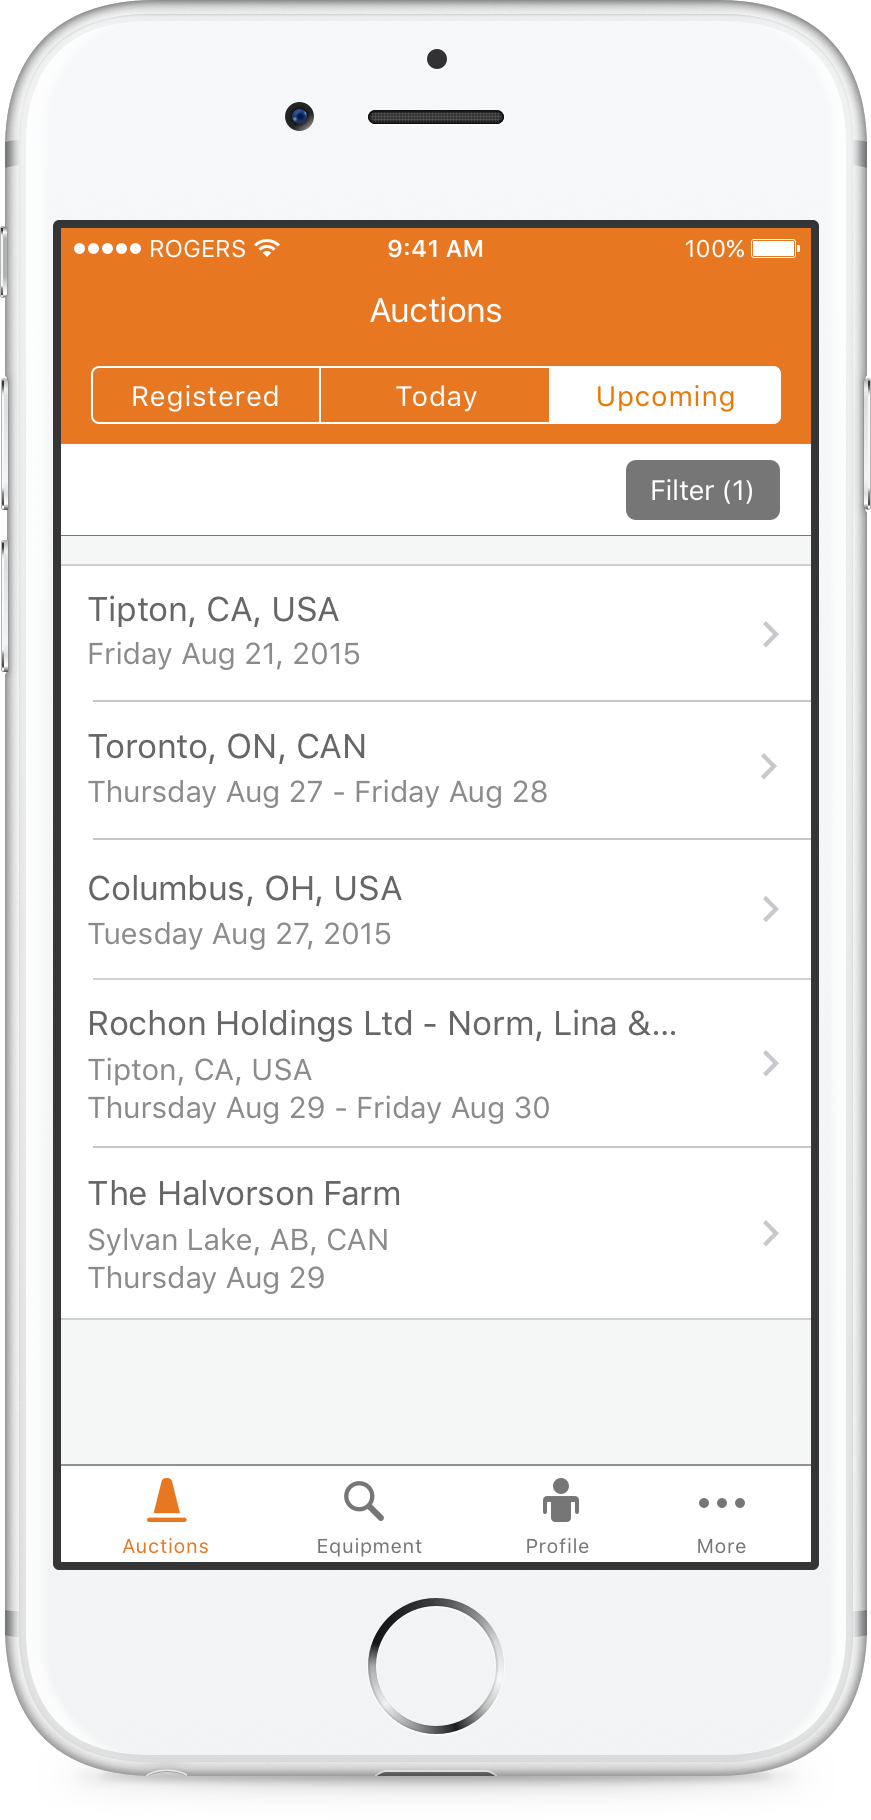 ROGERS 9:41 AM 100%
Auctions
Registered Today Upcoming
Filter (1)
Tipton, CA, USA
Friday Aug 21, 2015
Toronto, ON, CAN
Thursday Aug 27 - Friday Aug 28
Columbus, OH, USA
Tuesday Aug 27, 2015
Rochon Holdings Ltd - Norm, Lina &...
Tipton, CA, USA
Thursday Aug 29 - Friday Aug 30
The Halvorson Farm
Sylvan Lake, AB, CAN
Thursday Aug 29
Auctions Equipment Profile More